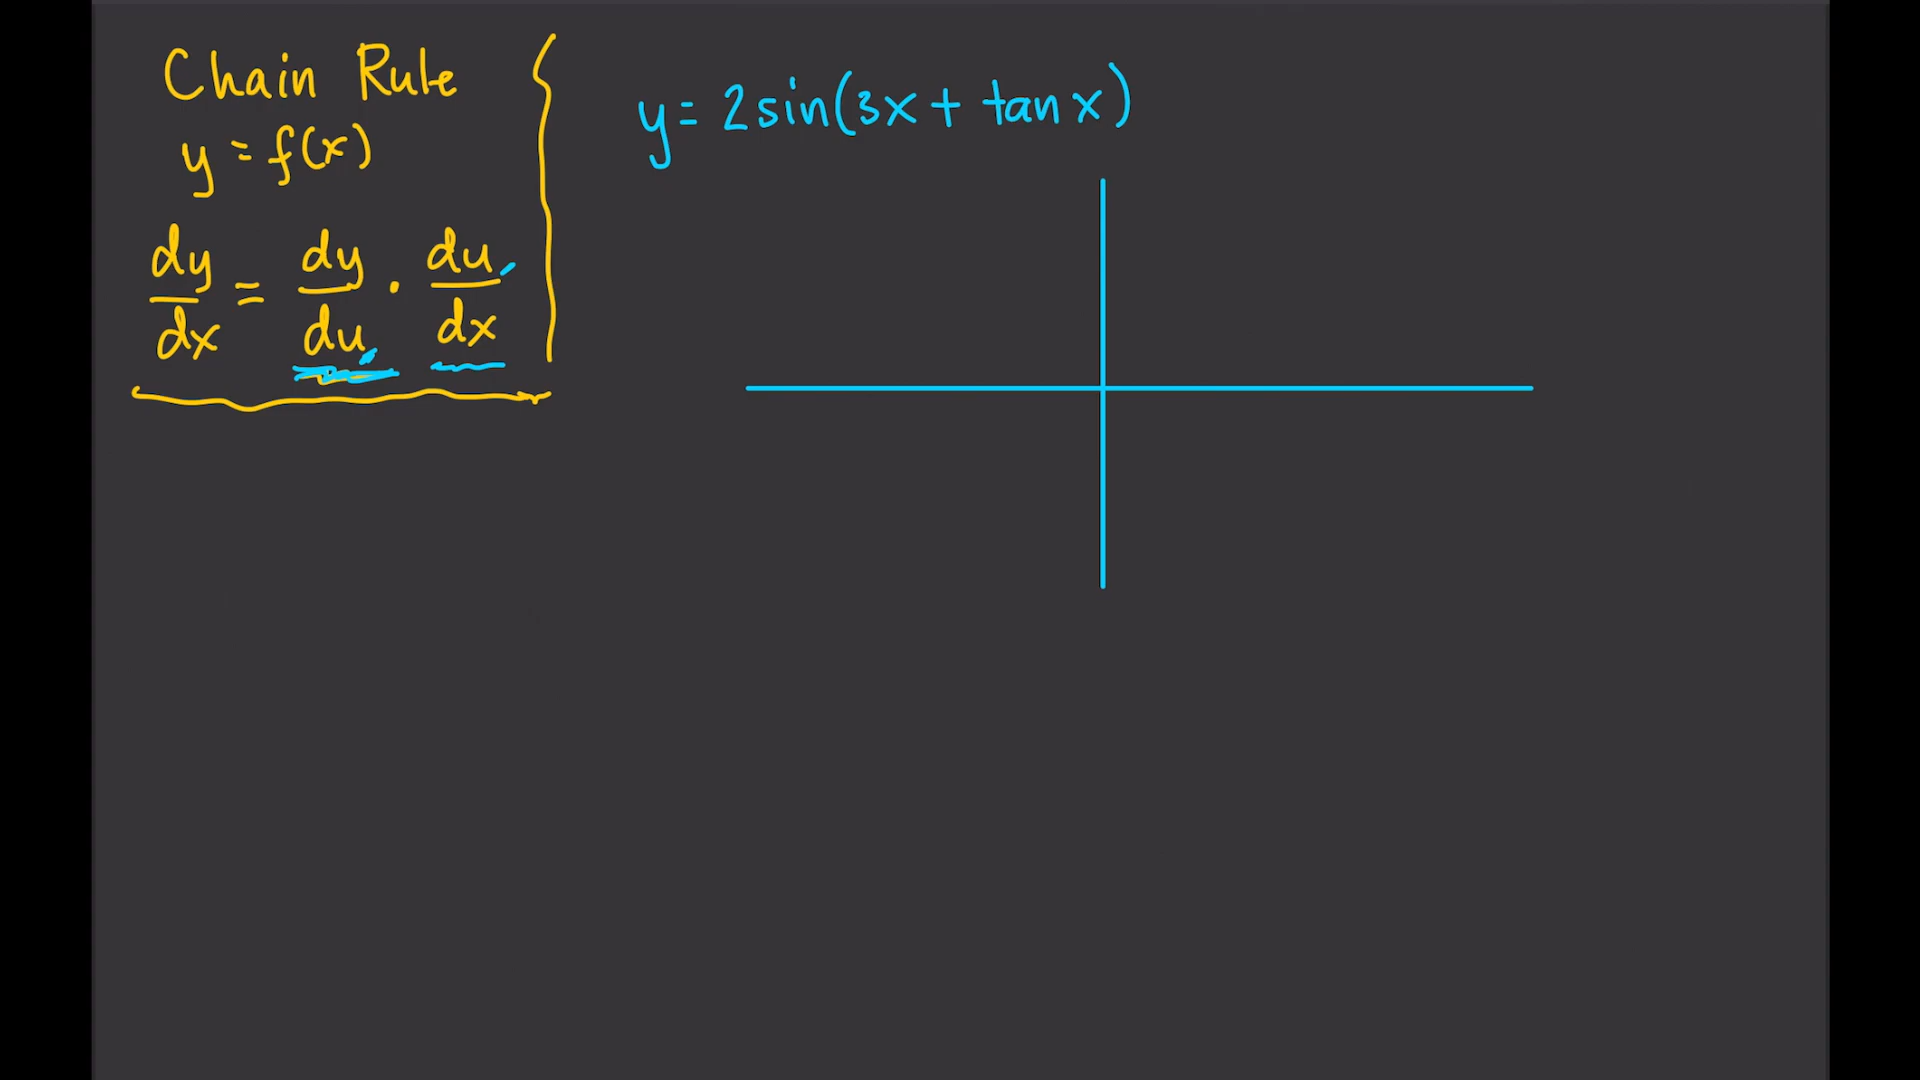 Chain Rule
y = f(x)
dy/dx = dy/du · du/dx
y = 2sin(3x + tan x)